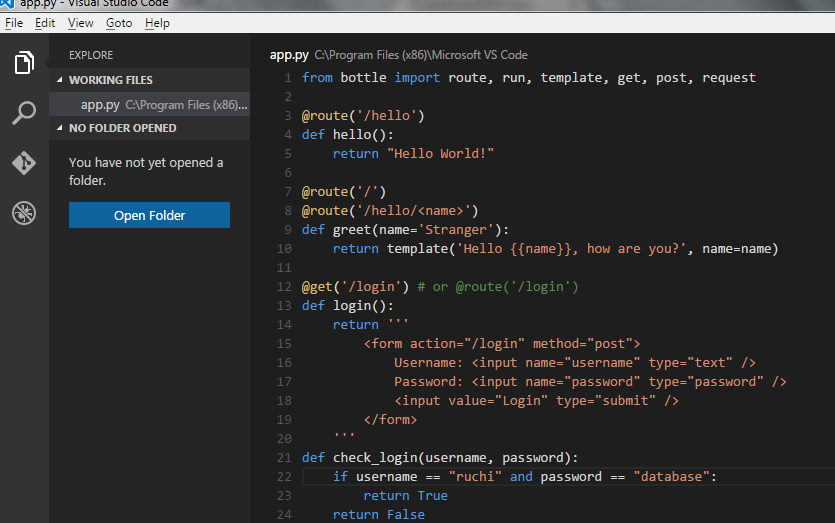 app.py - Visual Studio Code
File Edit View Goto Help
EXPLORE
WORKING FILES
app.py C:\Program Files (x86)...
NO FOLDER OPENED
You have not yet opened a
folder.
Open Folder
app.py C:\Program Files (x86)\Microsoft VS Code
1 from bottle import route, run, template, get, post, request
2
3 @route('/hello')
4 def hello():
5     return "Hello World!"
6
7 @route('/')
8 @route('/hello/<name>')
9 def greet(name='Stranger'):
10     return template('Hello {{name}}, how are you?', name=name)
11
12 @get('/login') # or @route('/login')
13 def login():
14     return '''
15         <form action="/login" method="post">
16             Username: <input name="username" type="text" />
17             Password: <input name="password" type="password" />
18             <input value="Login" type="submit" />
19         </form>
20     '''
21 def check_login(username, password):
22     if username == "ruchi" and password == "database":
23         return True
24     return False